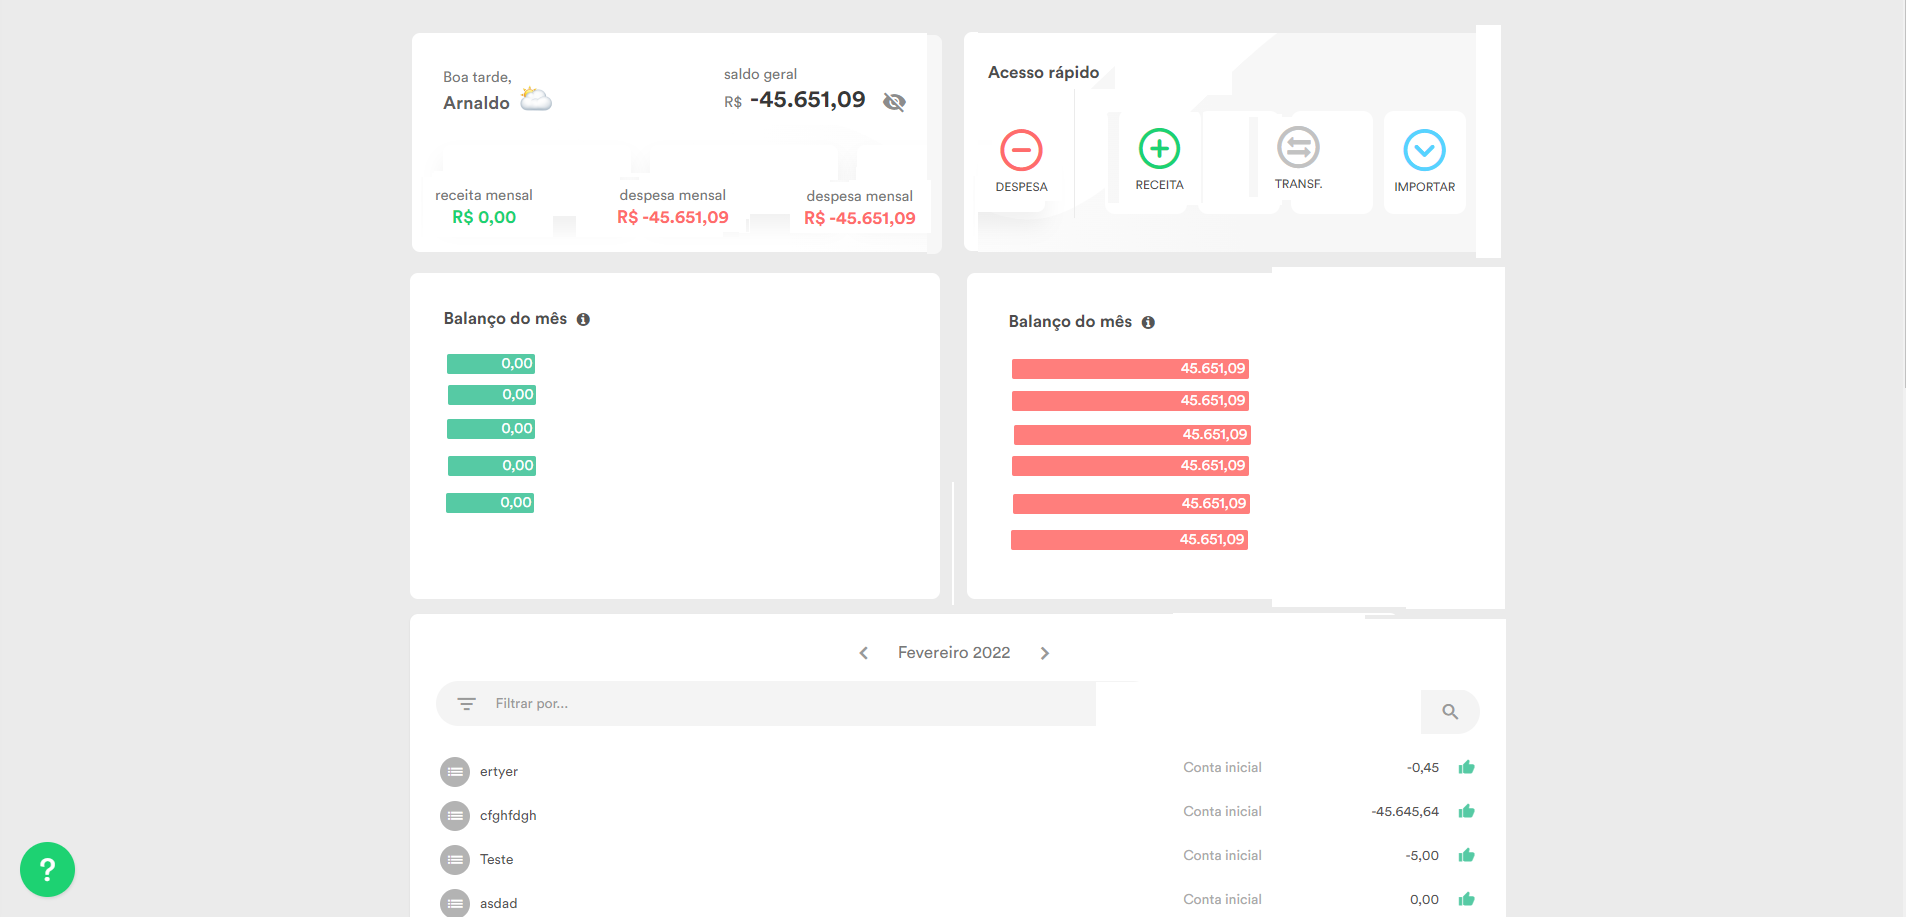 Boa tarde,
Arnaldo
saldo geral
R$ -45.651,09
receita mensal
R$ 0,00
despesa mensal
R$ -45.651,09
despesa mensal
R$ -45.651,09
Acesso rápido
DESPESA
RECEITA
TRANSF.
IMPORTAR
Balanço do mês
0,00
0,00
0,00
0,00
0,00
Balanço do mês
45.651,09
45.651,09
45.651,09
45.651,09
45.651,09
45.651,09
Fevereiro 2022
Filtrar por...
ertyer Conta inicial -0,45
cfghfdgh Conta inicial -45.645,64
Teste Conta inicial -5,00
asdad Conta inicial 0,00
?